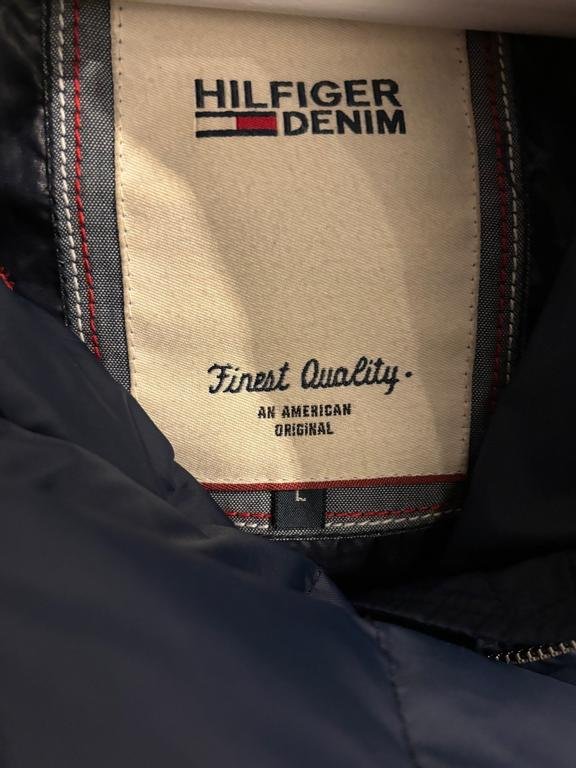 HILFIGER
DENIM
Finest Quality.
AN AMERICAN
ORIGINAL
L